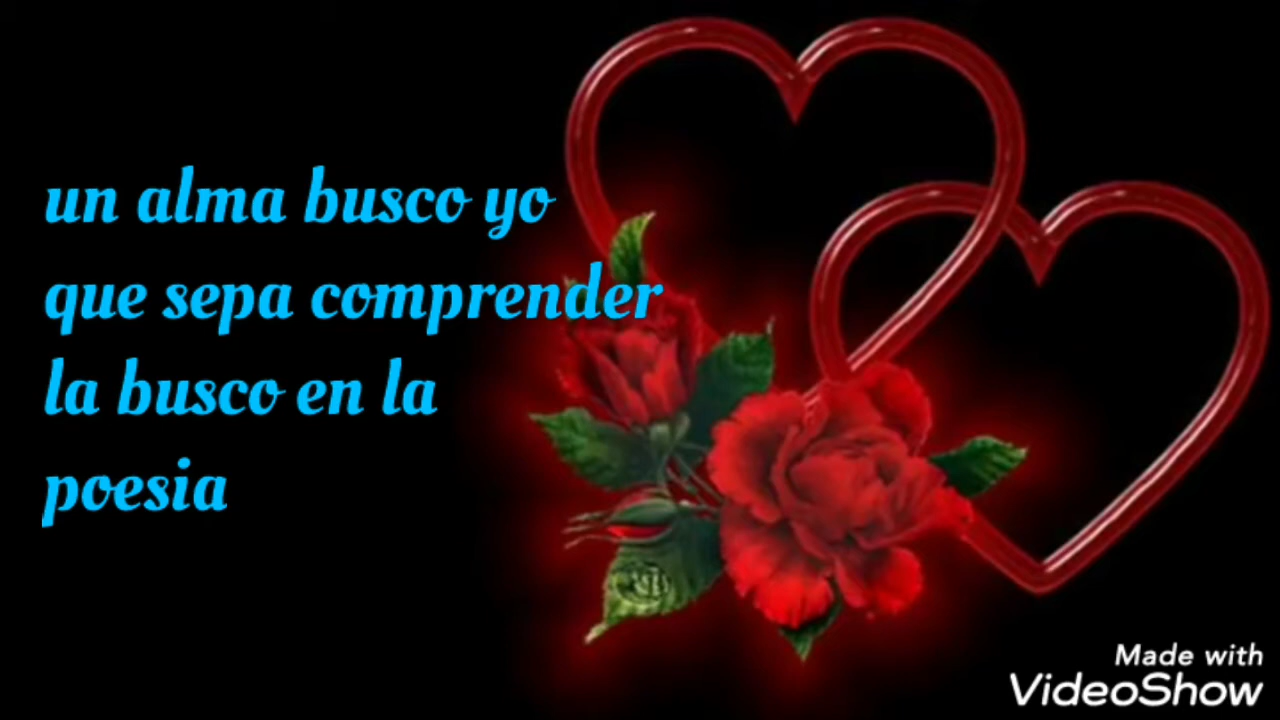 un alma busco yo
que sepa comprender
la busco en la
poesia
Made with
VideoShow